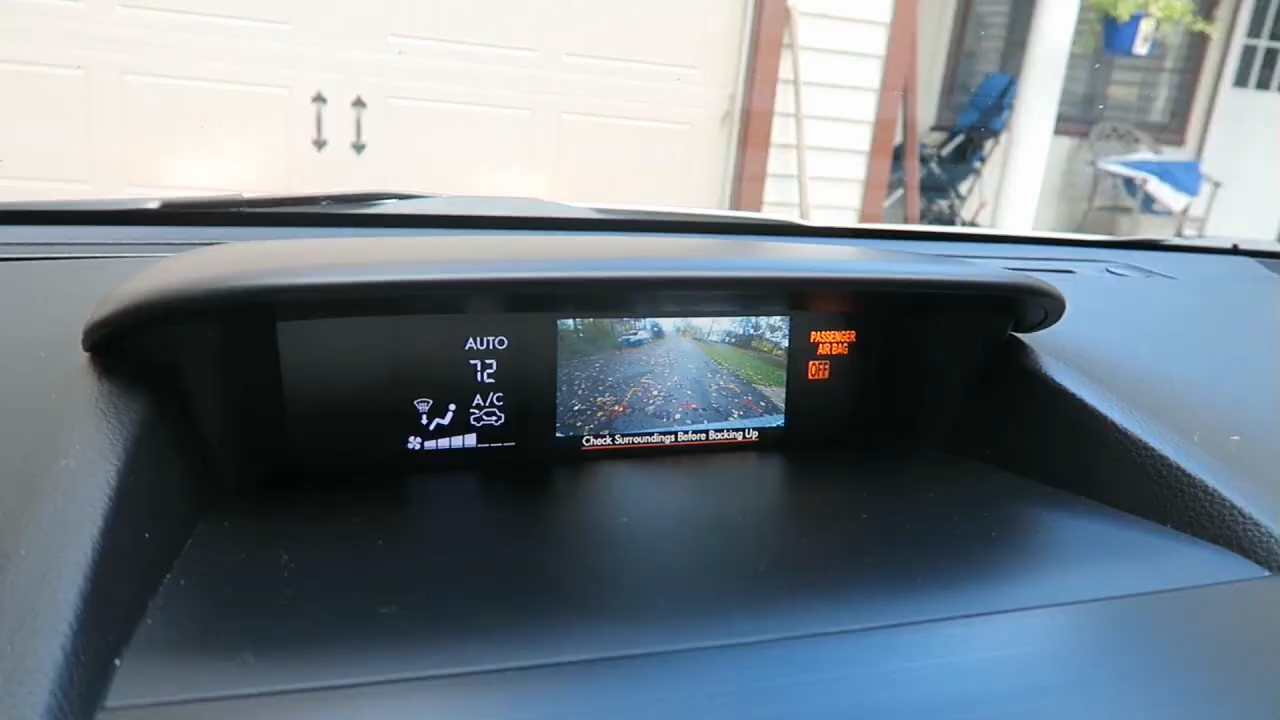 AUTO
72
A/C
Check Surroundings Before Backing Up
PASSENGER
AIR BAG
OFF